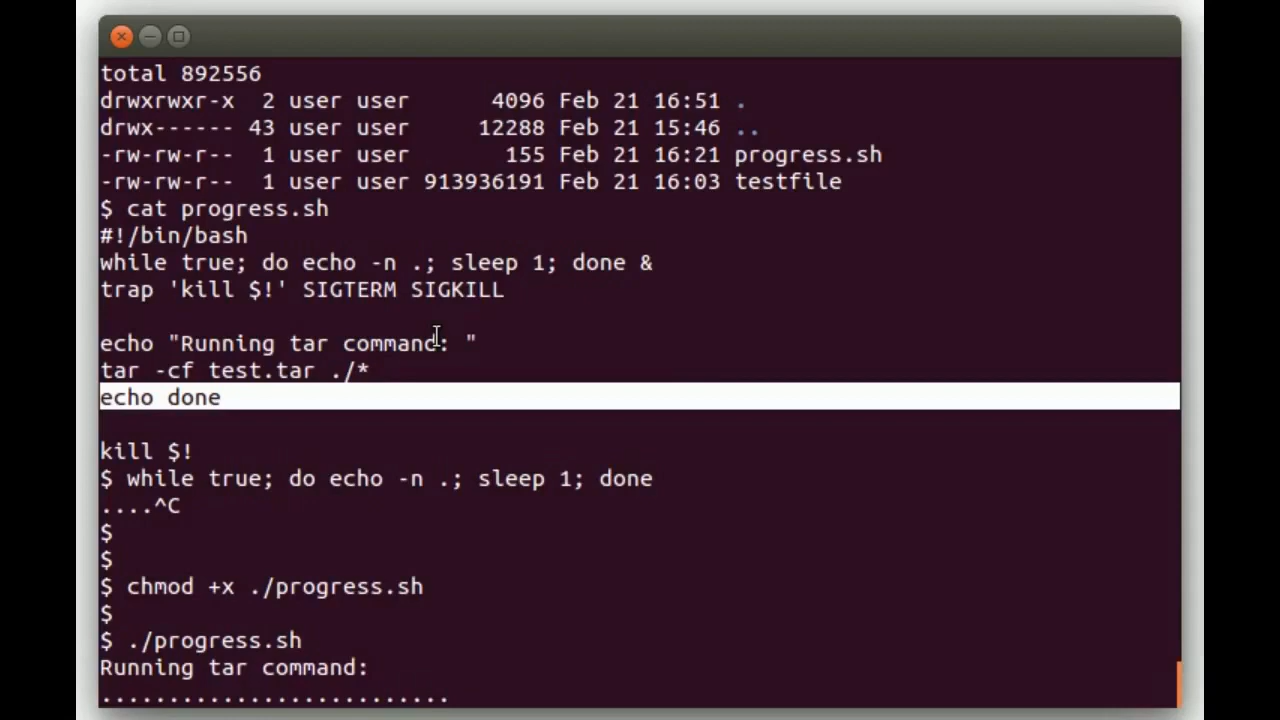 total 892556
drwxrwxr-x  2 user user      4096 Feb 21 16:51 .
drwx------ 43 user user     12288 Feb 21 15:46 ..
-rw-rw-r--  1 user user       155 Feb 21 16:21 progress.sh
-rw-rw-r--  1 user user 913936191 Feb 21 16:03 testfile
$ cat progress.sh
#!/bin/bash
while true; do echo -n .; sleep 1; done &
trap 'kill $!' SIGTERM SIGKILL
echo "Running tar command: "
tar -cf test.tar ./*
echo done
kill $!
$ while true; do echo -n .; sleep 1; done
....^C
$
$
$ chmod +x ./progress.sh
$
$ ./progress.sh
Running tar command:
..........................